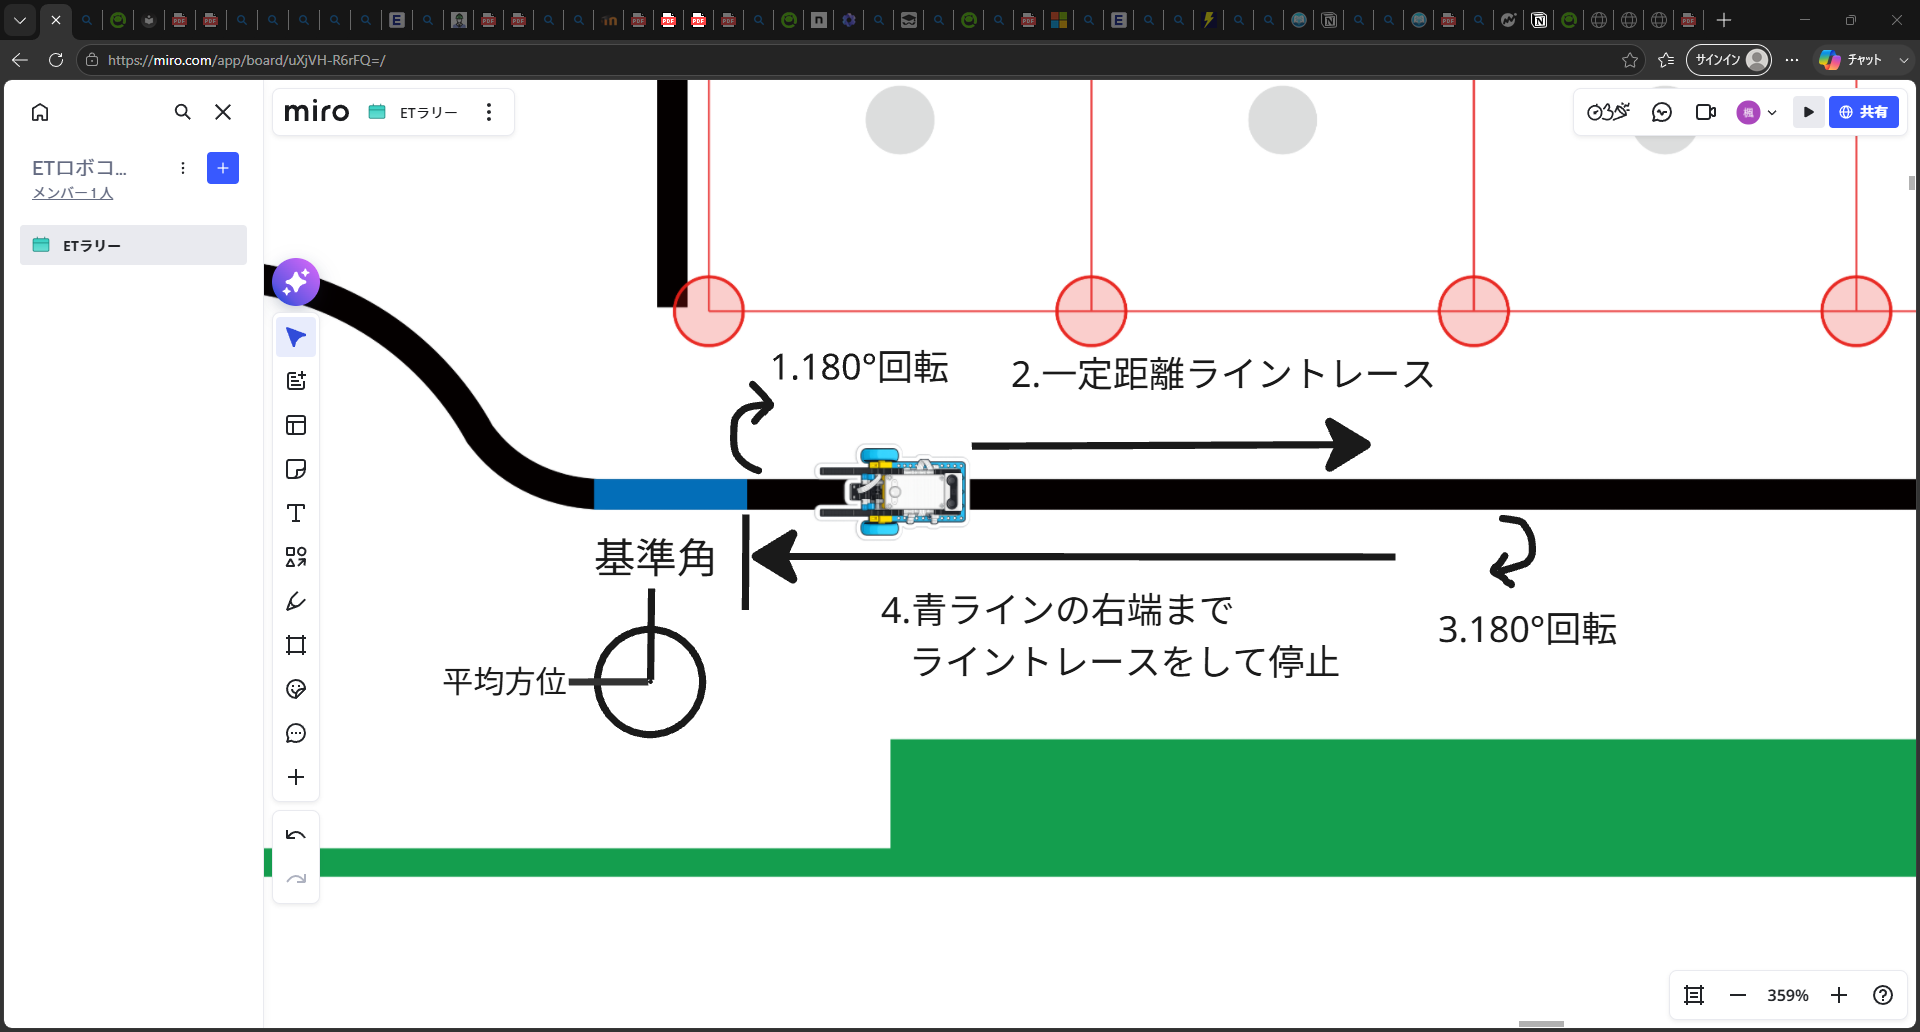 https://miro.com/app/board/uXjVH-R6rFQ=/
サインイン
チャット
miro
ETラリー
楓
共有
ETロボコ...
メンバー 1 人
ETラリー
1.180°回転
2.一定距離ライントレース
基準角
4.青ラインの右端まで
ライントレースをして停止
3.180°回転
平均方位
359%